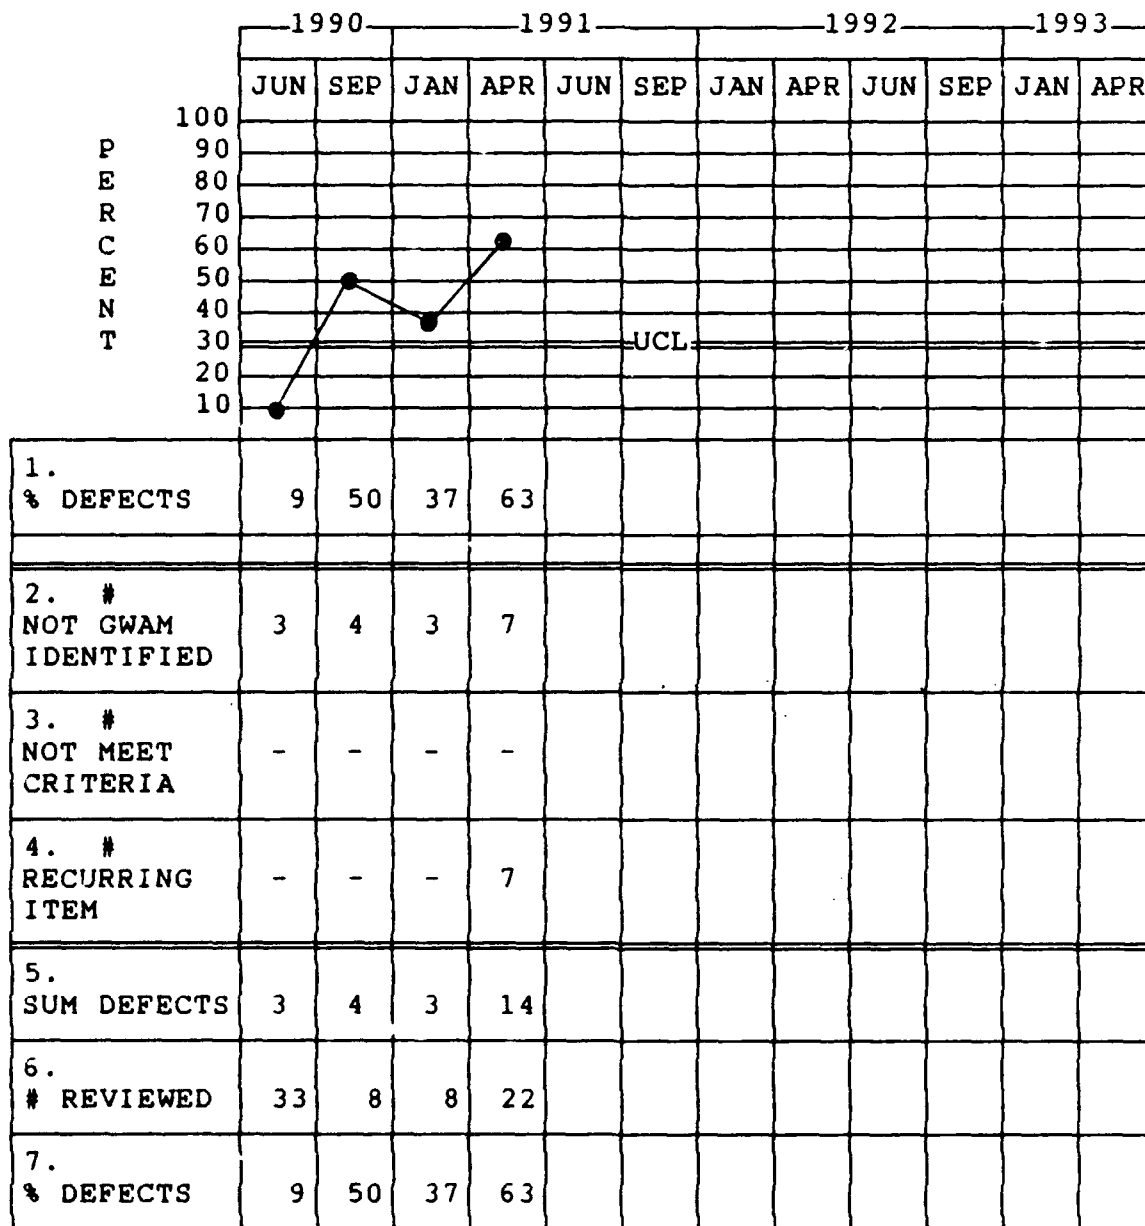 1990 1991 1992 1993
JUN SEP JAN APR JUN SEP JAN APR JUN SEP JAN APR
100
P 90
E 80
R 70
C 60
E 50
N 40
T 30 UCL
20
10
1.
% DEFECTS 9 50 37 63
2. #
NOT GWAM 3 4 3 7
IDENTIFIED
3. #
NOT MEET - - - -
CRITERIA
4. #
RECURRING - - - 7
ITEM
5.
SUM DEFECTS 3 4 3 14
6.
# REVIEWED 33 8 8 22
7.
% DEFECTS 9 50 37 63